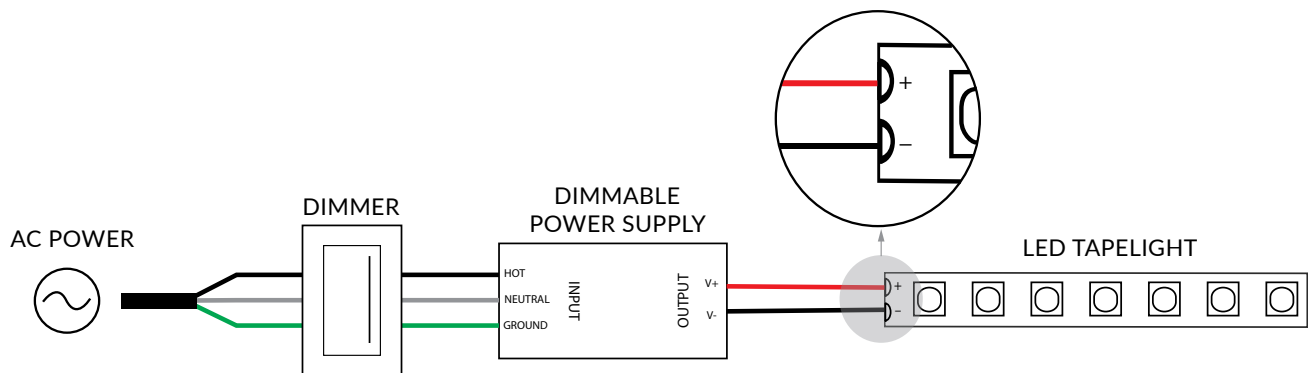 AC POWER
DIMMER
DIMMABLE
POWER SUPPLY
HOT
NEUTRAL
GROUND
INPUT
OUTPUT
V+
V-
+
–
LED TAPELIGHT
+
–